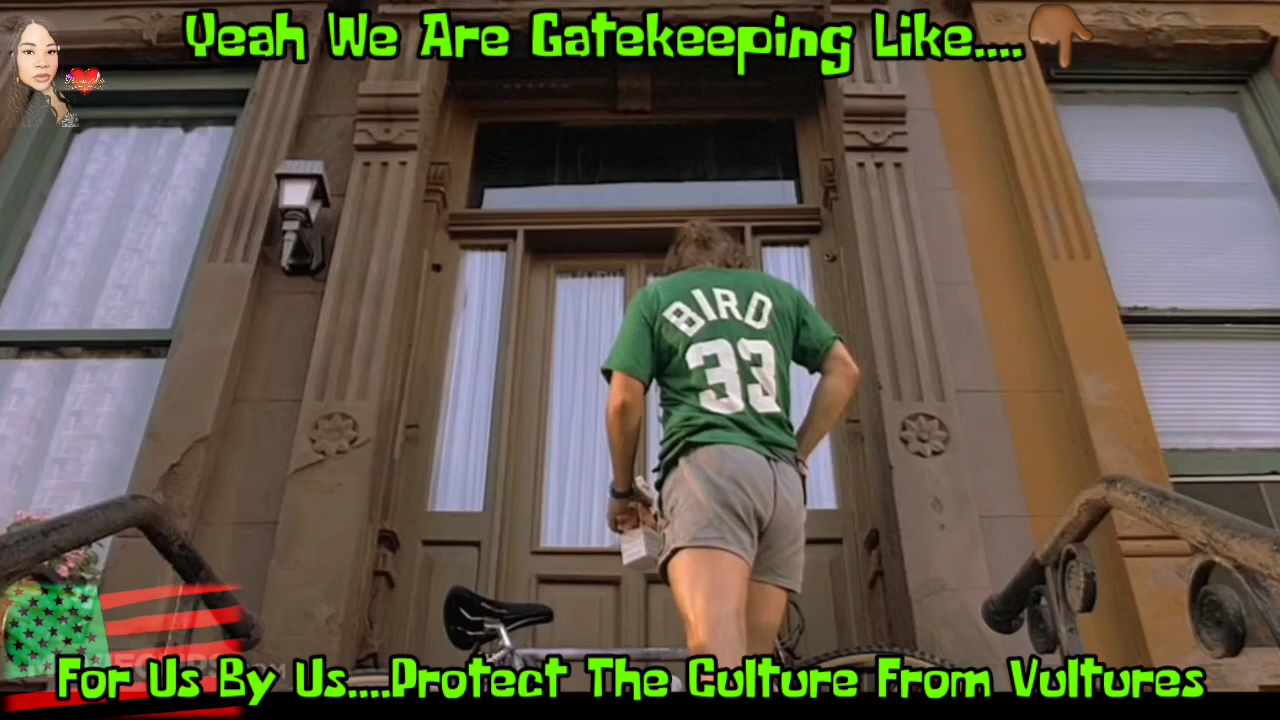 Yeah We Are Gatekeeping Like....
BIRD
33
For Us By Us....Protect The Culture From Vultures